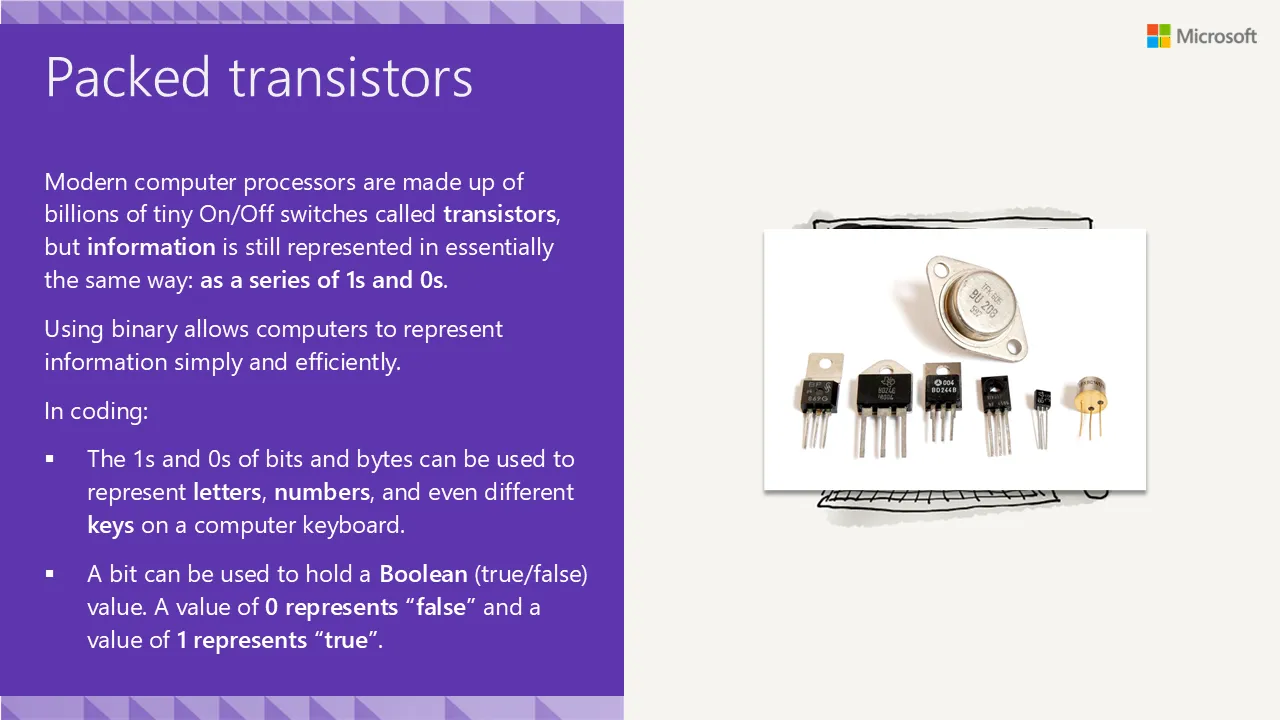 Packed transistors
Microsoft
Modern computer processors are made up of
billions of tiny On/Off switches called transistors,
but information is still represented in essentially
the same way: as a series of 1s and 0s.
Using binary allows computers to represent
information simply and efficiently.
In coding:
▪ The 1s and 0s of bits and bytes can be used to
represent letters, numbers, and even different
keys on a computer keyboard.
▪ A bit can be used to hold a Boolean (true/false)
value. A value of 0 represents “false” and a
value of 1 represents “true”.
BU 208
004
BD244B